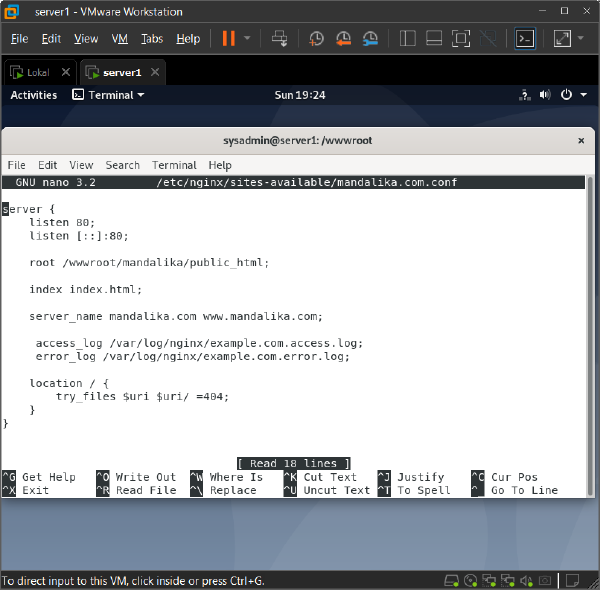 server1 - VMware Workstation
File Edit View VM Tabs Help
Lokal server1
Activities Terminal Sun 19:24
sysadmin@server1: /wwwroot
File Edit View Search Terminal Help
GNU nano 3.2 /etc/nginx/sites-available/mandalika.com.conf
server {
listen 80;
listen [::]:80;
root /wwwroot/mandalika/public_html;
index index.html;
server_name mandalika.com www.mandalika.com;
access_log /var/log/nginx/example.com.access.log;
error_log /var/log/nginx/example.com.error.log;
location / {
try_files $uri $uri/ =404;
}
}
[ Read 18 lines ]
^G Get Help ^O Write Out ^W Where Is ^K Cut Text ^J Justify ^C Cur Pos
^X Exit ^R Read File ^\ Replace ^U Uncut Text ^T To Spell ^_ Go To Line
To direct input to this VM, click inside or press Ctrl+G.